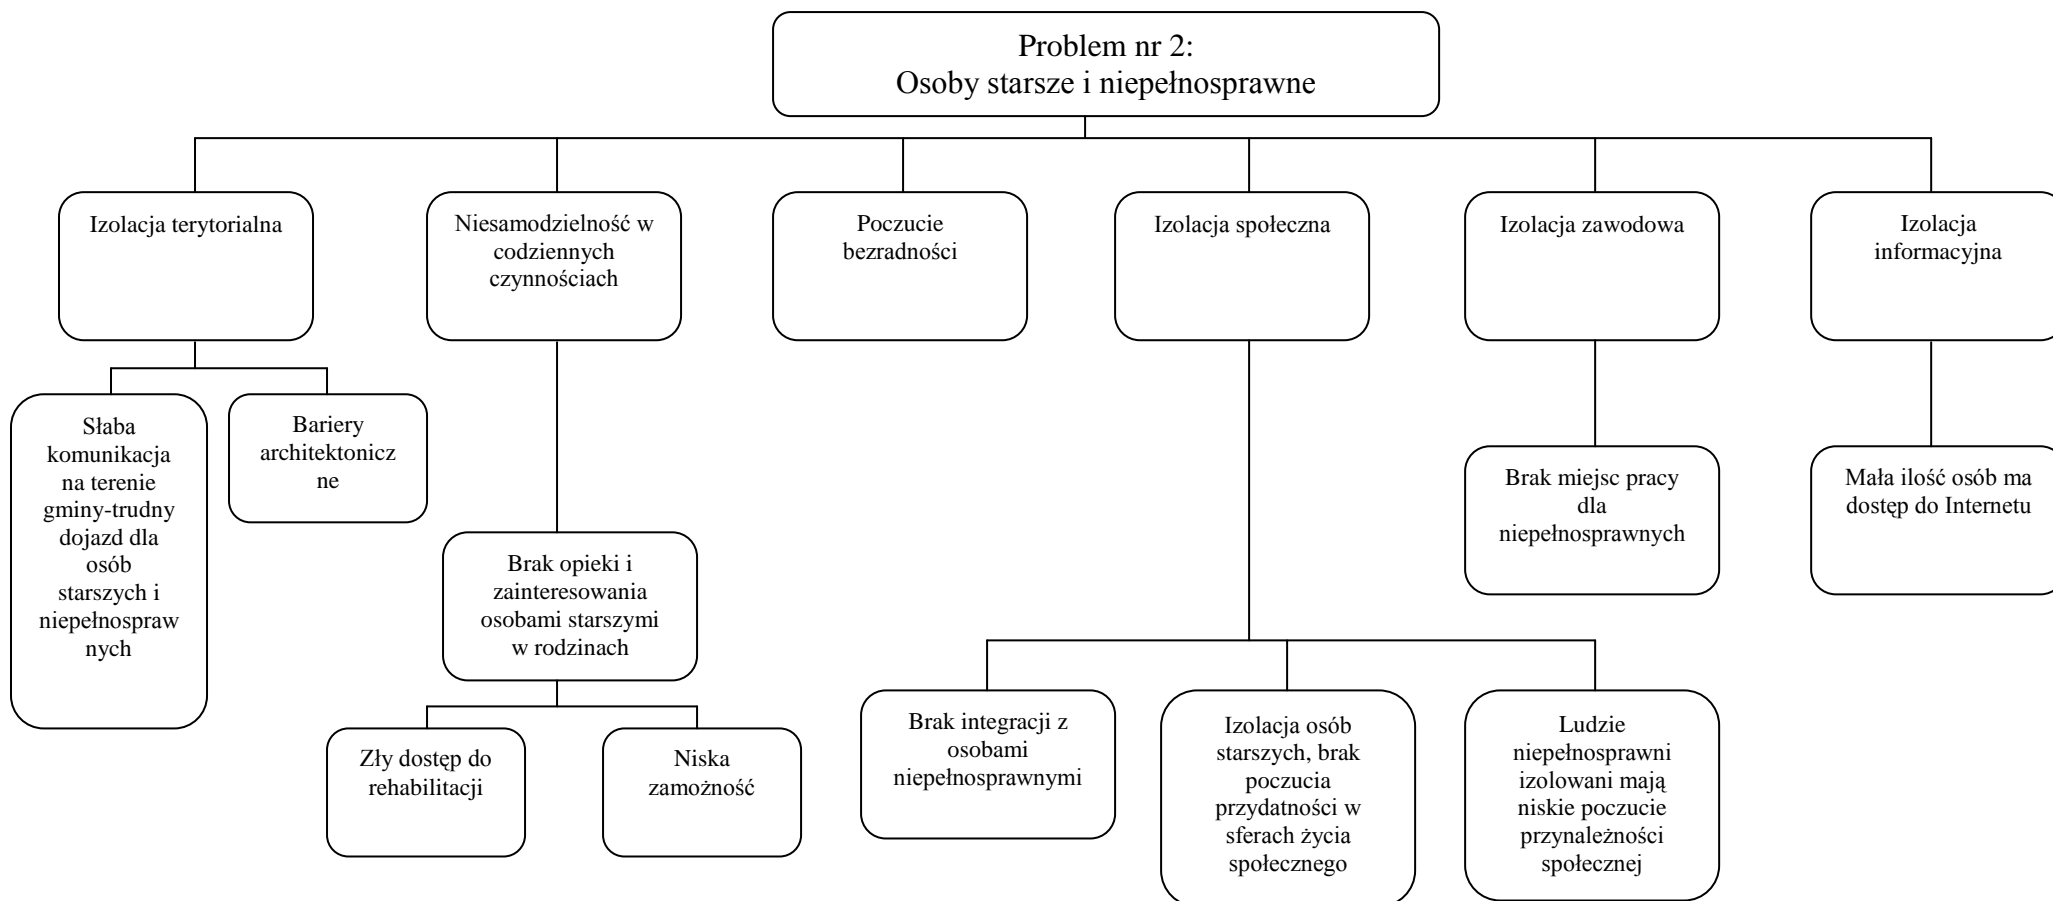 Problem nr 2:
Osoby starsze i niepełnosprawne
Izolacja terytorialna
Niesamodzielność w
codziennych
czynnościach
Poczucie
bezradności
Izolacja społeczna
Izolacja zawodowa
Izolacja
informacyjna
Słaba
komunikacja
na terenie
gminy-trudny
dojazd dla
osób
starszych i
niepełnospraw
nych
Bariery
architektonicz
ne
Brak opieki i
zainteresowania
osobami starszymi
w rodzinach
Brak miejsc pracy
dla
niepełnosprawnych
Mała ilość osób ma
dostęp do Internetu
Zły dostęp do
rehabilitacji
Niska
zamożność
Brak integracji z
osobami
niepełnosprawnymi
Izolacja osób
starszych, brak
poczucia
przydatności w
sferach życia
społecznego
Ludzie
niepełnosprawni
izolowani mają
niskie poczucie
przynależności
społecznej